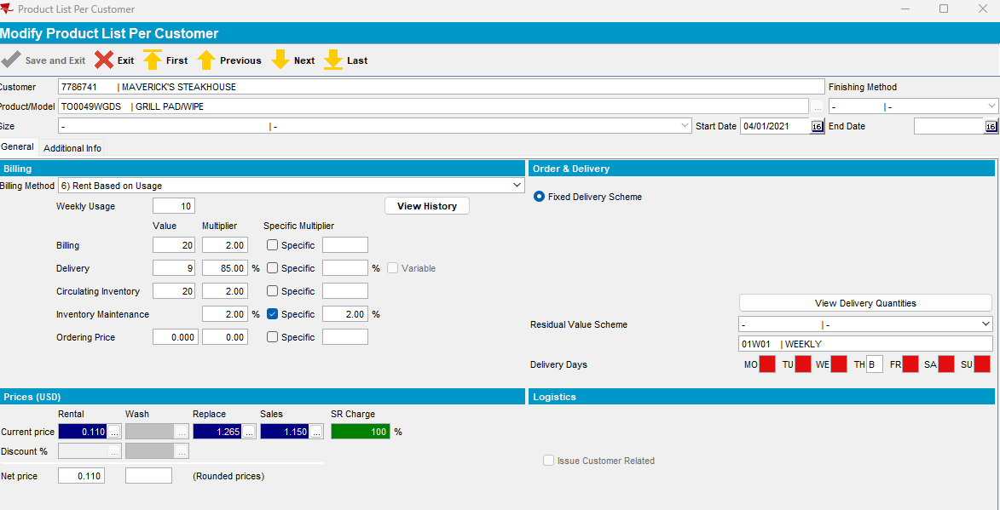 Product List Per Customer
Modify Product List Per Customer
Save and Exit Exit First Previous Next Last
Customer 7786741 | MAVERICK'S STEAKHOUSE Finishing Method
Product/Model TO0049WGDS | GRILL PAD/WIPE ... - | -
Size - | - Start Date 04/01/2021 16 End Date 16
General Additional Info
Billing Order & Delivery
Billing Method 6) Rent Based on Usage
Fixed Delivery Scheme
Weekly Usage 10 View History
Value Multiplier Specific Multiplier
Billing 20 2.00 Specific
Delivery 9 85.00 % Specific % Variable
Circulating Inventory 20 2.00 Specific
View Delivery Quantities
Inventory Maintenance 2.00 % Specific 2.00 %
Residual Value Scheme - | -
Ordering Price 0.000 0.00 Specific
01W01 | WEEKLY
Delivery Days MO TU WE TH B FR SA SU
Prices (USD) Logistics
Rental Wash Replace Sales SR Charge
Current price 0.110 ... ... 1.265 ... 1.150 ... 100 %
Discount % ... ...
Issue Customer Related
Net price 0.110 (Rounded prices)